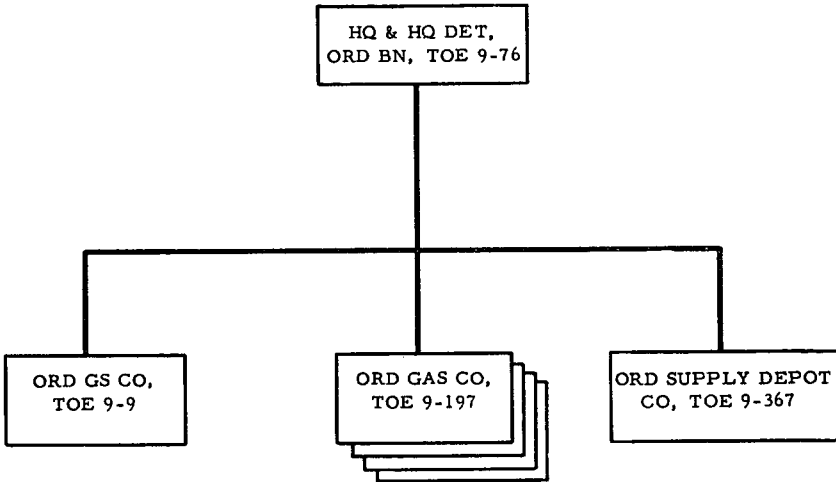 HQ & HQ DET,
ORD BN, TOE 9-76
ORD GS CO,
TOE 9-9
ORD GAS CO,
TOE 9-197
ORD SUPPLY DEPOT
CO, TOE 9-367